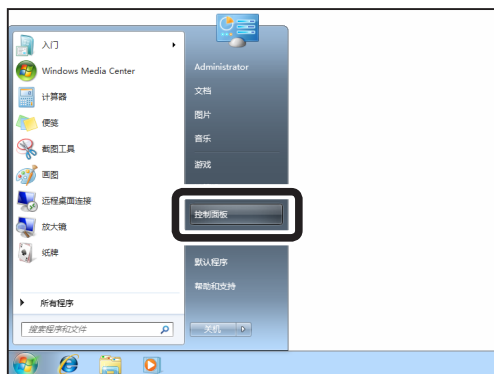 入门
Windows Media Center
计算器
便笺
截图工具
画图
远程桌面连接
放大镜
纸牌
所有程序
搜索程序和文件
Administrator
文档
图片
音乐
游戏
控制面板
默认程序
帮助和支持
关机